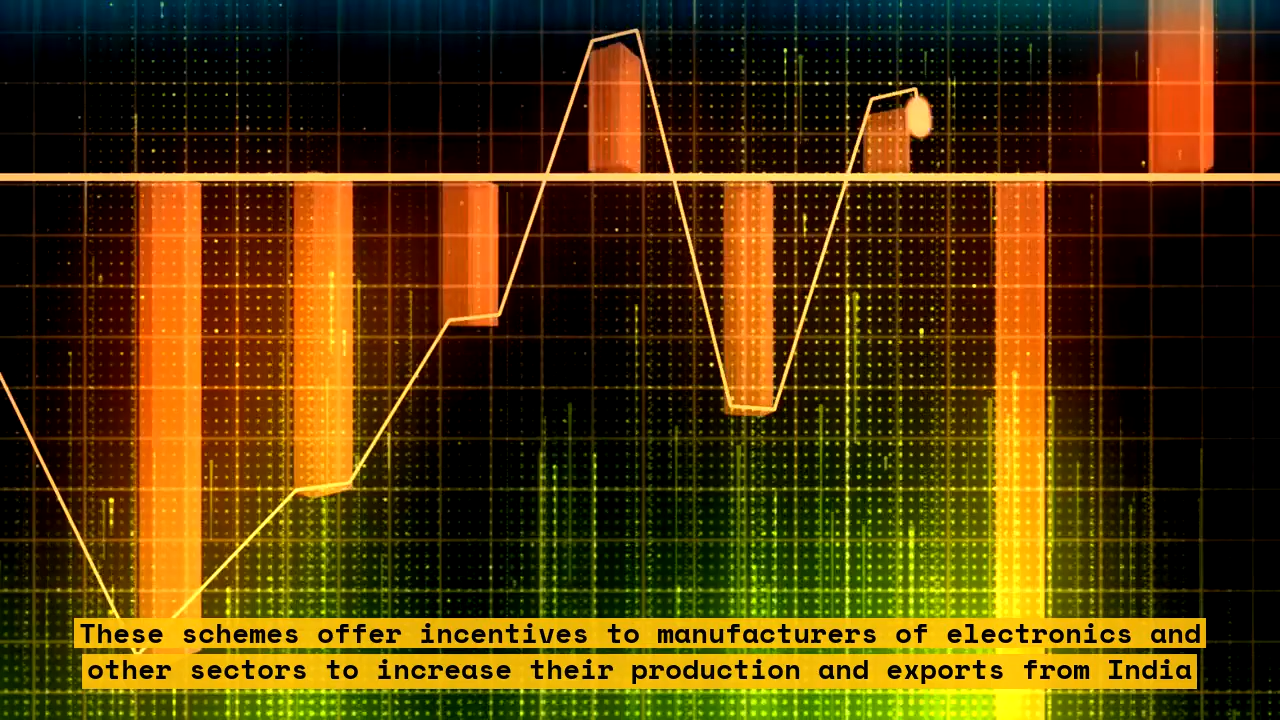 These schemes offer incentives to manufacturers of electronics and
other sectors to increase their production and exports from India